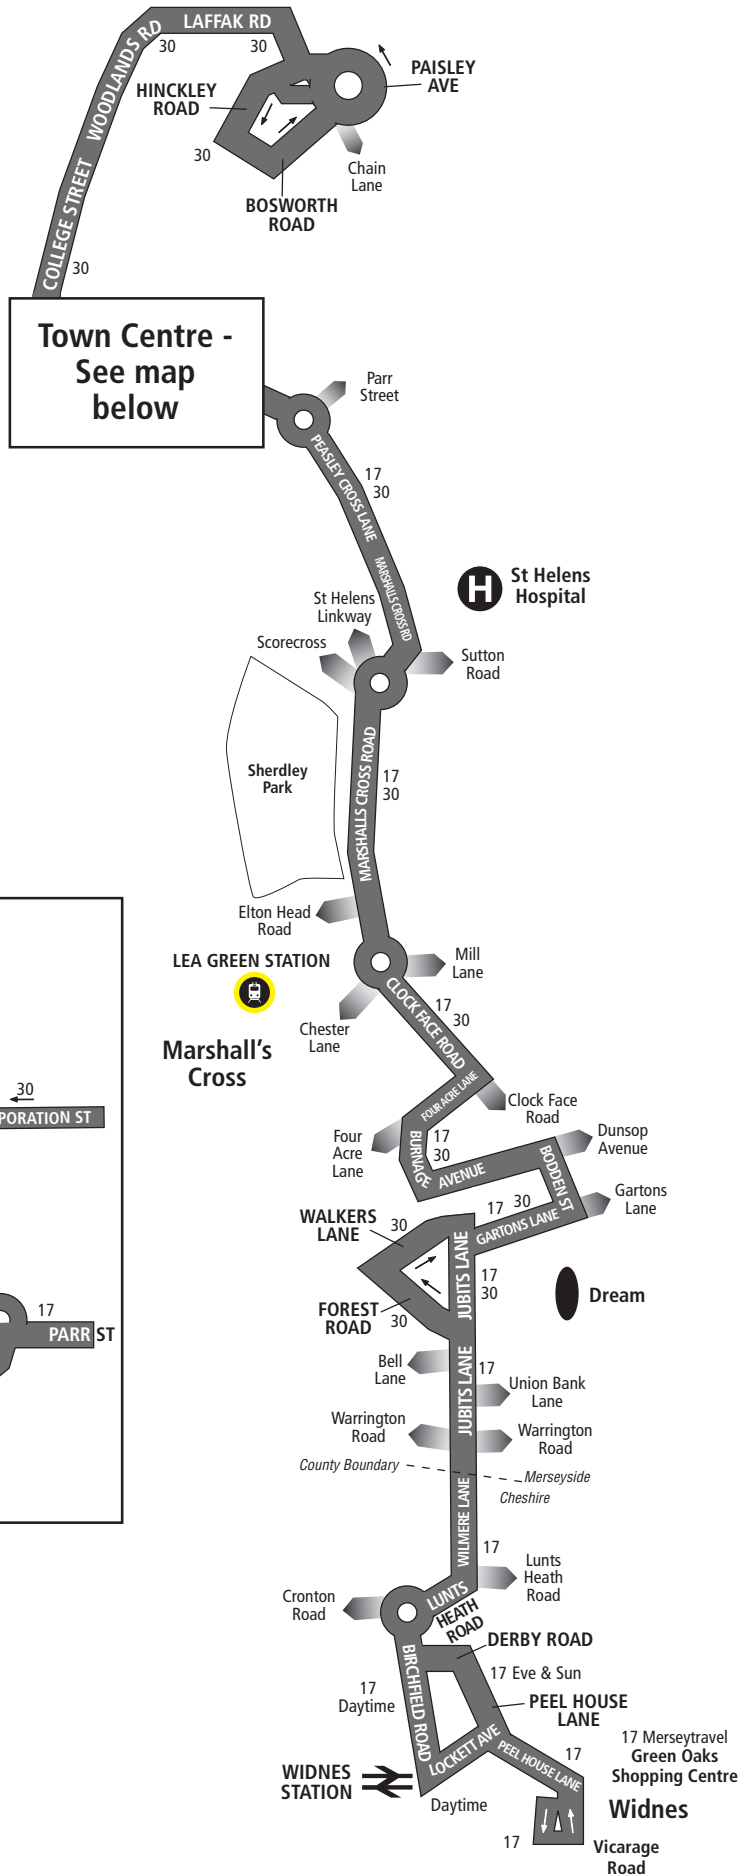 LAFFAK RD
30
30
WOODLANDS RD
PAISLEY
AVE
HINCKLEY
ROAD
30
Chain
Lane
BOSWORTH
ROAD
COLLEGE STREET
30
Town Centre -
See map
below
Parr
Street
PEASLEY CROSS LANE
17
30
MARSHALLS CROSS RD
H
St Helens
Hospital
St Helens
Linkway
Scorecross
Sutton
Road
Sherdley
Park
MARSHALLS CROSS ROAD
17
30
Elton Head
Road
LEA GREEN STATION
Mill
Lane
Chester
Lane
Marshall's
Cross
CLOCK FACE ROAD
17
30
30
PORATION ST
FOUR ACRE LANE
Clock Face
Road
Four
Acre
Lane
17
30
BURNAGE
AVENUE
Dunsop
Avenue
BODDEN ST
Gartons
Lane
17 30
GARTONS LANE
WALKERS
LANE
30
JUBITS LANE
17
30
Dream
FOREST
ROAD
30
17
PARR ST
Bell
Lane
JUBITS LANE
17
Union Bank
Lane
Warrington
Road
Warrington
Road
County Boundary
Merseyside
Cheshire
WILMERE LANE
17
Lunts
Heath
Road
Cronton
Road
LUNTS
HEATH
ROAD
DERBY ROAD
17 Eve & Sun
BIRCHFIELD ROAD
17
Daytime
PEEL HOUSE
LANE
LOCKETT AVE
PEEL HOUSE LANE
17
17 Merseytravel
Green Oaks
Shopping Centre
WIDNES
STATION
Daytime
Widnes
17
Vicarage
Road